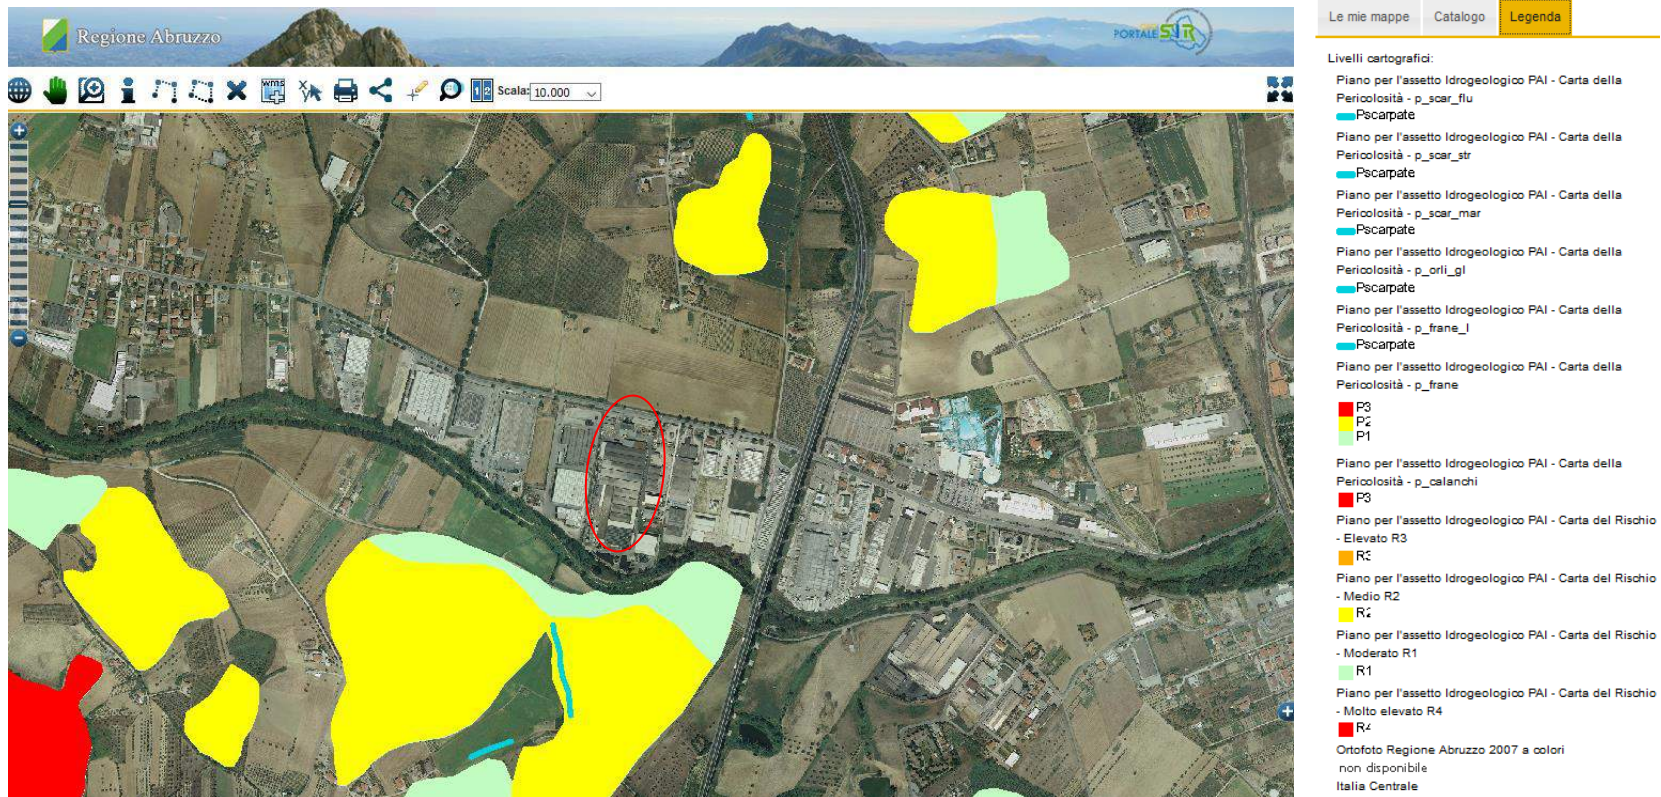 Regione Abruzzo
PORTALE SIR
Scala: 10.000
Le mie mappe Catalogo Legenda
Livelli cartografici:
Piano per l'assetto Idrogeologico PAI - Carta della
Pericolosità - p_scar_flu
Pscarpate
Piano per l'assetto Idrogeologico PAI - Carta della
Pericolosità - p_scar_str
Pscarpate
Piano per l'assetto Idrogeologico PAI - Carta della
Pericolosità - p_scar_mar
Pscarpate
Piano per l'assetto Idrogeologico PAI - Carta della
Pericolosità - p_orli_gl
Pscarpate
Piano per l'assetto Idrogeologico PAI - Carta della
Pericolosità - p_frane_l
Pscarpate
Piano per l'assetto Idrogeologico PAI - Carta della
Pericolosità - p_frane
P3
P2
P1
Piano per l'assetto Idrogeologico PAI - Carta della
Pericolosità - p_calanchi
P3
Piano per l'assetto Idrogeologico PAI - Carta del Rischio
- Elevato R3
R3
Piano per l'assetto Idrogeologico PAI - Carta del Rischio
- Medio R2
R2
Piano per l'assetto Idrogeologico PAI - Carta del Rischio
- Moderato R1
R1
Piano per l'assetto Idrogeologico PAI - Carta del Rischio
- Molto elevato R4
R4
Ortofoto Regione Abruzzo 2007 a colori
non disponibile
Italia Centrale